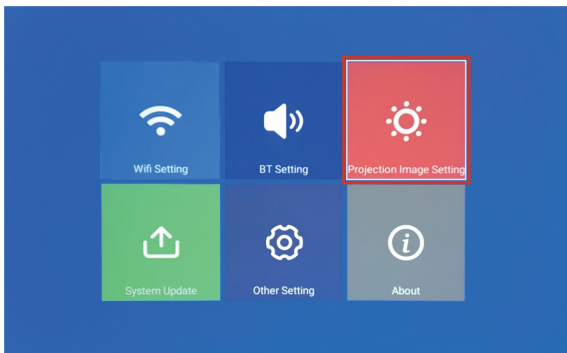 Wifi Setting
BT Setting
Projection Image Setting
System Update
Other Setting
About